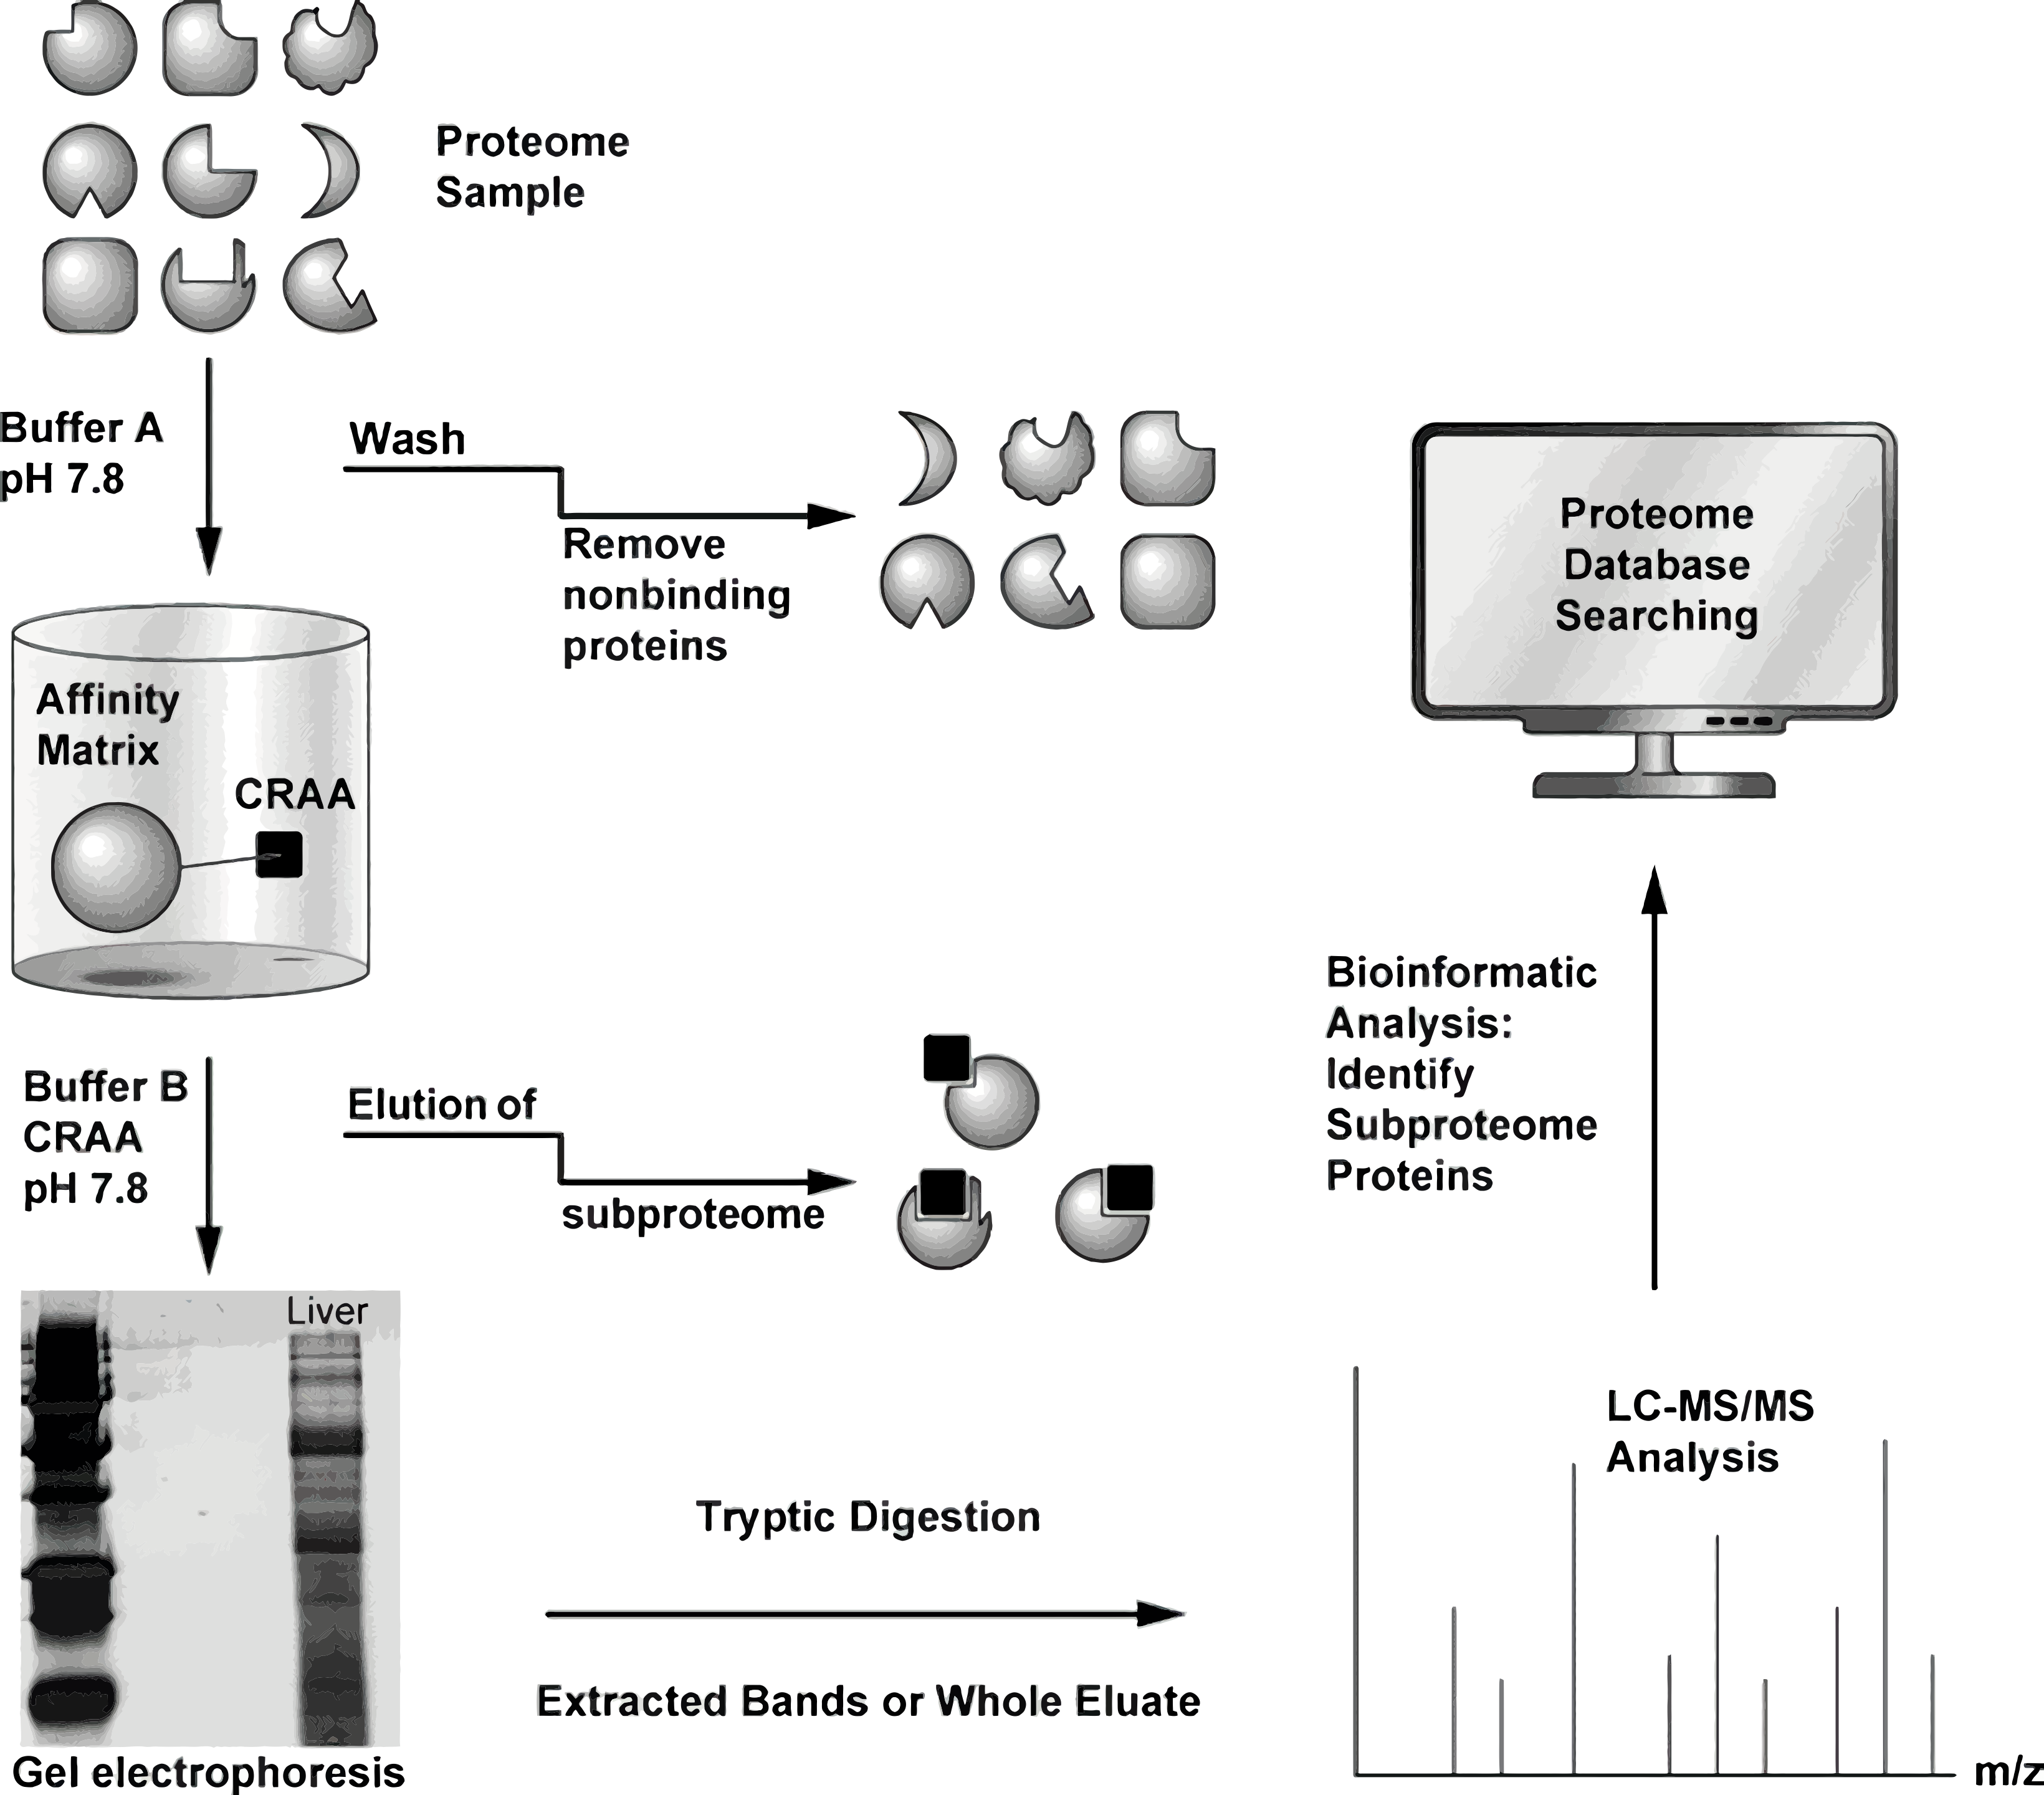 Proteome
Sample
Buffer A
pH 7.8
Wash
Remove
nonbinding
proteins
Proteome
Database
Searching
Affinity
Matrix
CRAA
Buffer B
CRAA
pH 7.8
Elution of
subproteome
Bioinformatic
Analysis:
Identify
Subproteome
Proteins
Liver
Gel electrophoresis
Tryptic Digestion
Extracted Bands or Whole Eluate
LC-MS/MS
Analysis
m/z